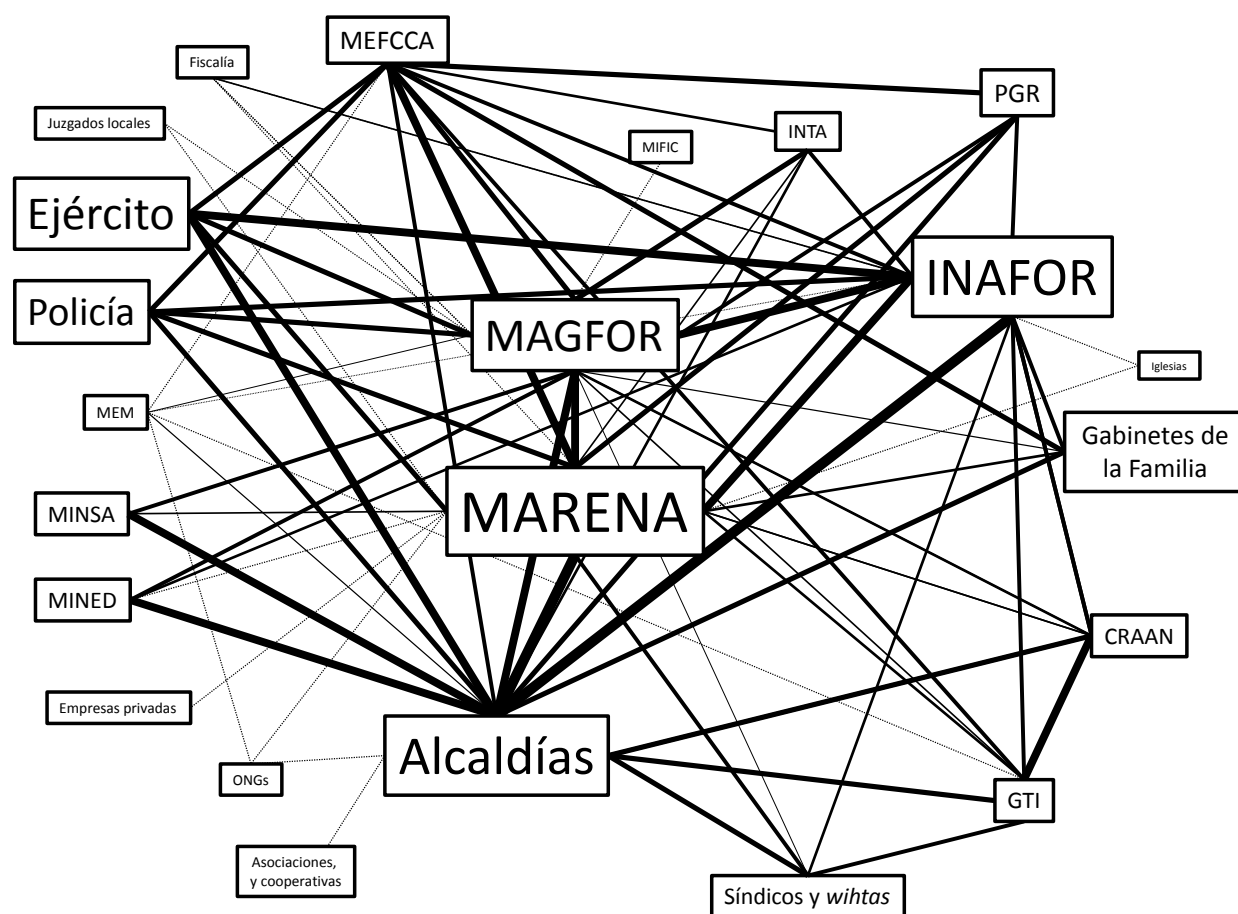 MEFCCA
Fiscalía
PGR
Juzgados locales
INTA
MIFIC
Ejército
INAFOR
Policía
MAGFOR
Iglesias
MEM
Gabinetes de
la Familia
MINSA
MARENA
MINED
CRAAN
Empresas privadas
Alcaldías
ONGs
GTI
Asociaciones,
y cooperativas
Síndicos y wihtas